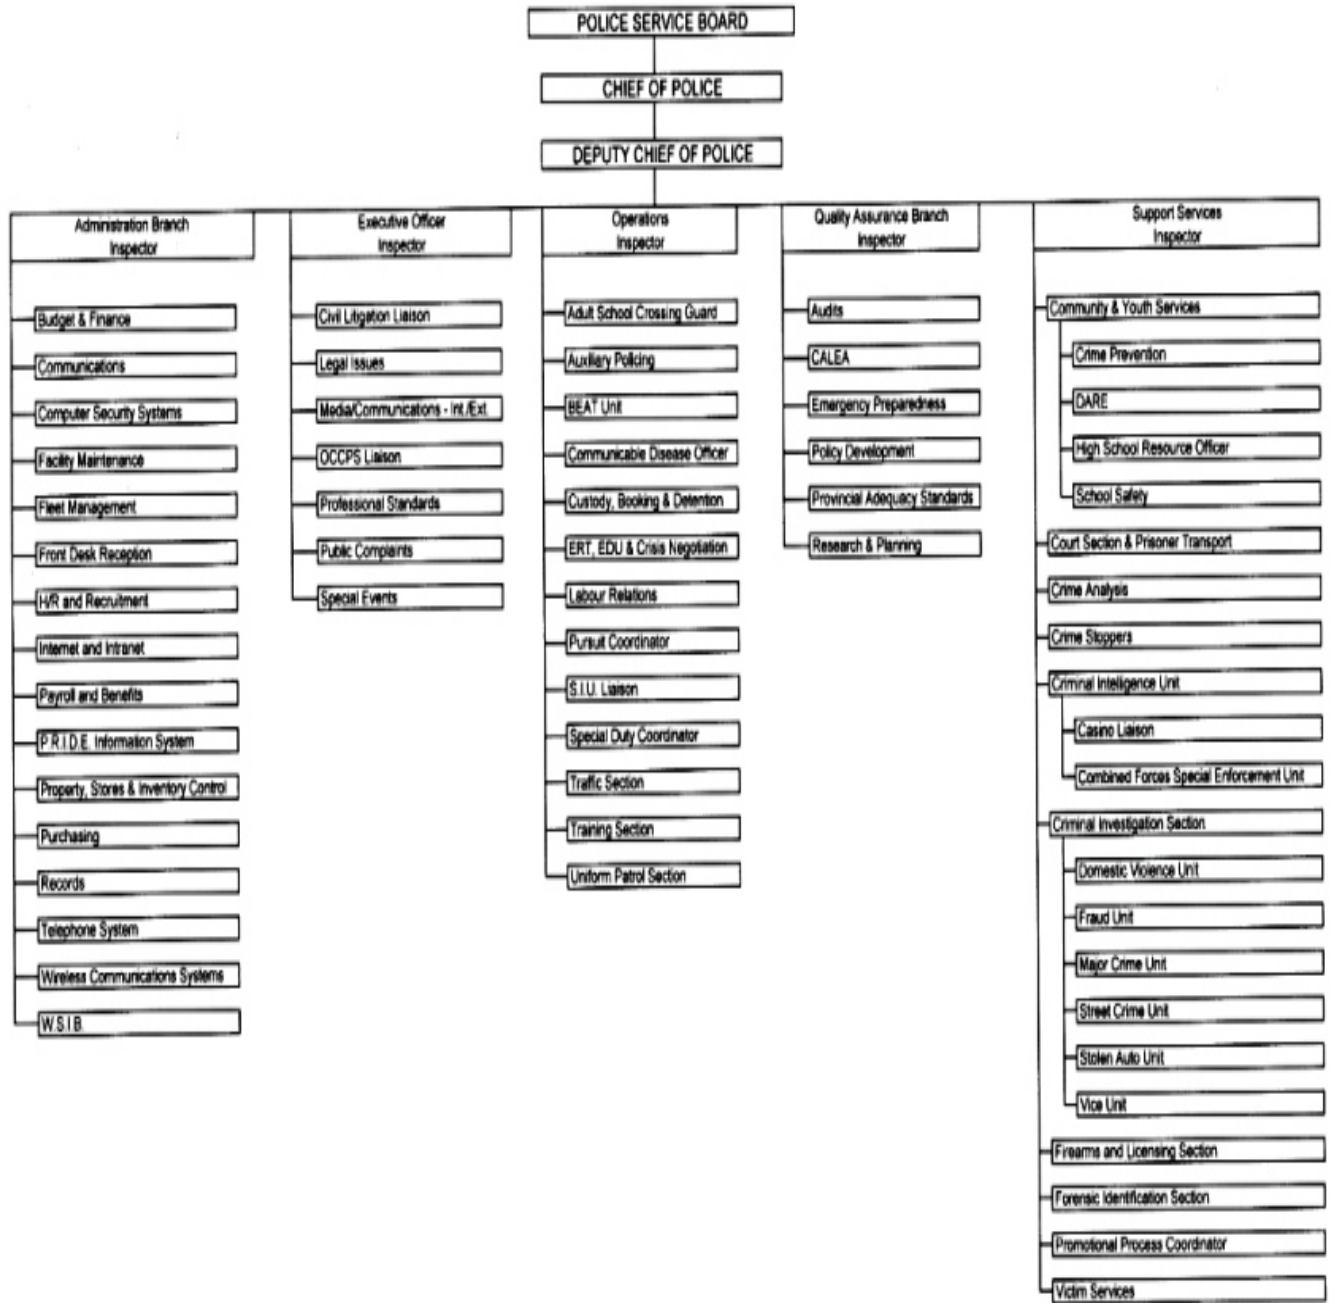 POLICE SERVICE BOARD
CHIEF OF POLICE
DEPUTY CHIEF OF POLICE
Administration Branch
Inspector
Budget & Finance
Communications
Computer Security Systems
Facility Maintenance
Fleet Management
Front Desk Reception
H/R and Recruitment
Internet and Intranet
Payroll and Benefits
P.R.I.D.E. Information System
Property, Stores & Inventory Control
Purchasing
Records
Telephone System
Wireless Communications Systems
W.S.I.B.
Executive Officer
Inspector
Civil Litigation Liaison
Legal Issues
Media/Communications - Int./Ext.
OCCPS Liaison
Professional Standards
Public Complaints
Special Events
Operations
Inspector
Adult School Crossing Guard
Auxiliary Policing
BEAT Unit
Communicable Disease Officer
Custody, Booking & Detention
ERT, EDU & Crisis Negotiation
Labour Relations
Pursuit Coordinator
S.I.U. Liaison
Special Duty Coordinator
Traffic Section
Training Section
Uniform Patrol Section
Quality Assurance Branch
Inspector
Audits
CALEA
Emergency Preparedness
Policy Development
Provincial Adequacy Standards
Research & Planning
Support Services
Inspector
Community & Youth Services
Crime Prevention
DARE
High School Resource Officer
School Safety
Court Section & Prisoner Transport
Crime Analysis
Crime Stoppers
Criminal Intelligence Unit
Casino Liaison
Combined Forces Special Enforcement Unit
Criminal Investigation Section
Domestic Violence Unit
Fraud Unit
Major Crime Unit
Street Crime Unit
Stolen Auto Unit
Vice Unit
Firearms and Licensing Section
Forensic Identification Section
Promotional Process Coordinator
Victim Services